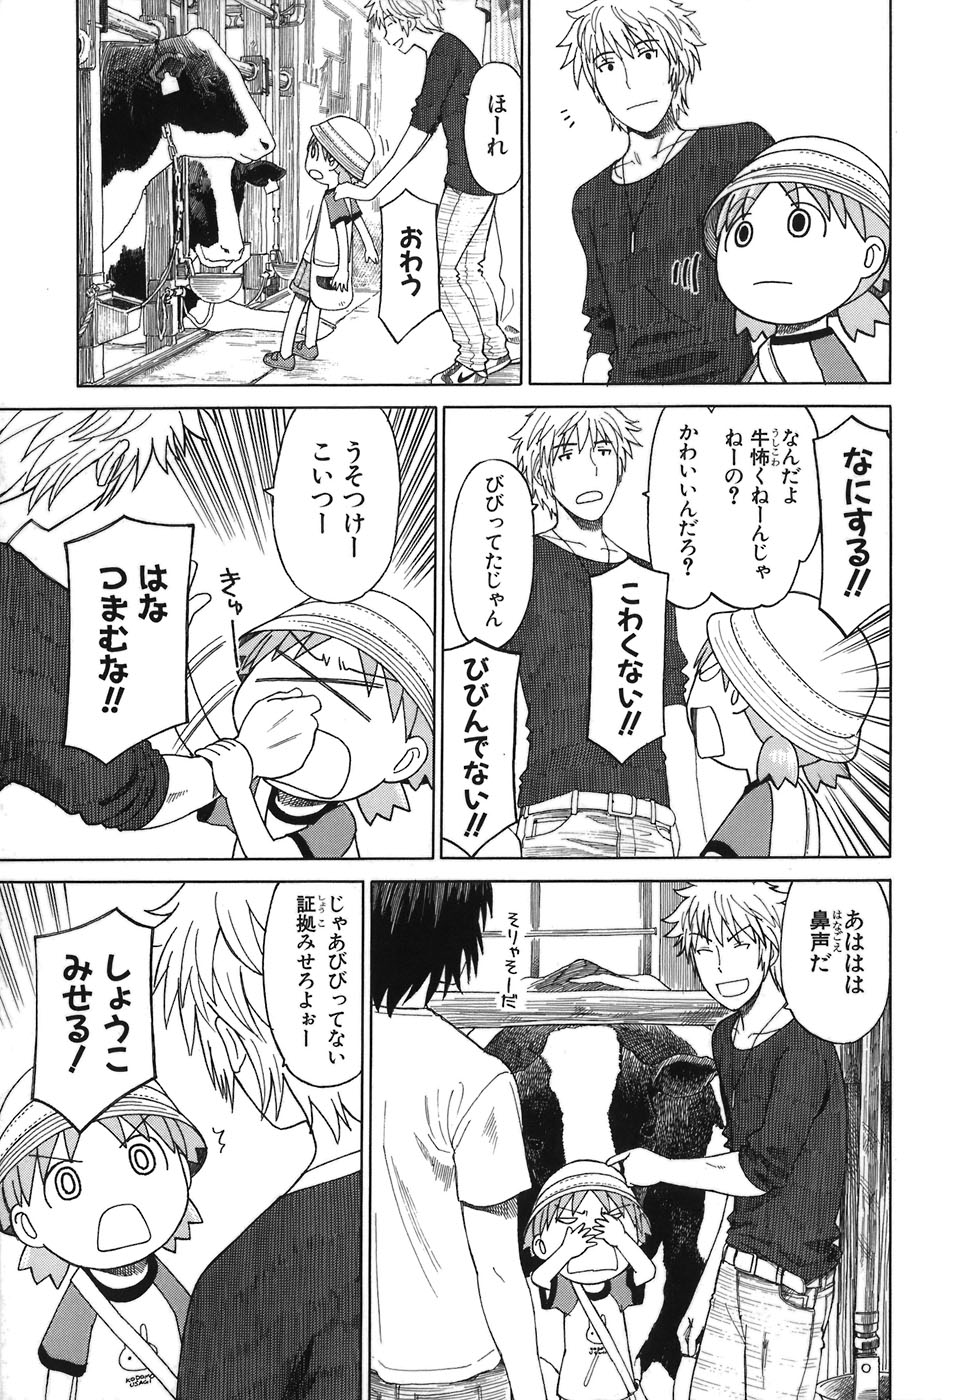 ほーれ
おわう
なにする!!
なんだよ
牛怖くねーんじゃ
ねーの?
かわいいんだろ?
こわくない!!
びびってたじゃん
びびんでない!!
うそつけー
こいつー
きゅ
はな
つまむな!!
あははは
鼻声だ
そりゃそーだ
KODOMO
USAGI
じゃあびびってない
証拠みせろよぉー
しょうこ
みせる!
KODOMO
USAGI